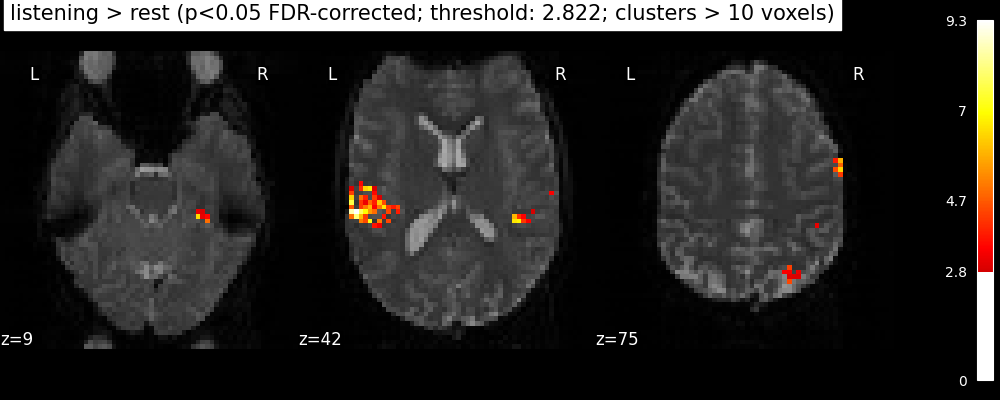 listening > rest (p<0.05 FDR-corrected; threshold: 2.822; clusters > 10 voxels)
L R L R L R
z=9 z=42 z=75
9.3
7
4.7
2.8
0